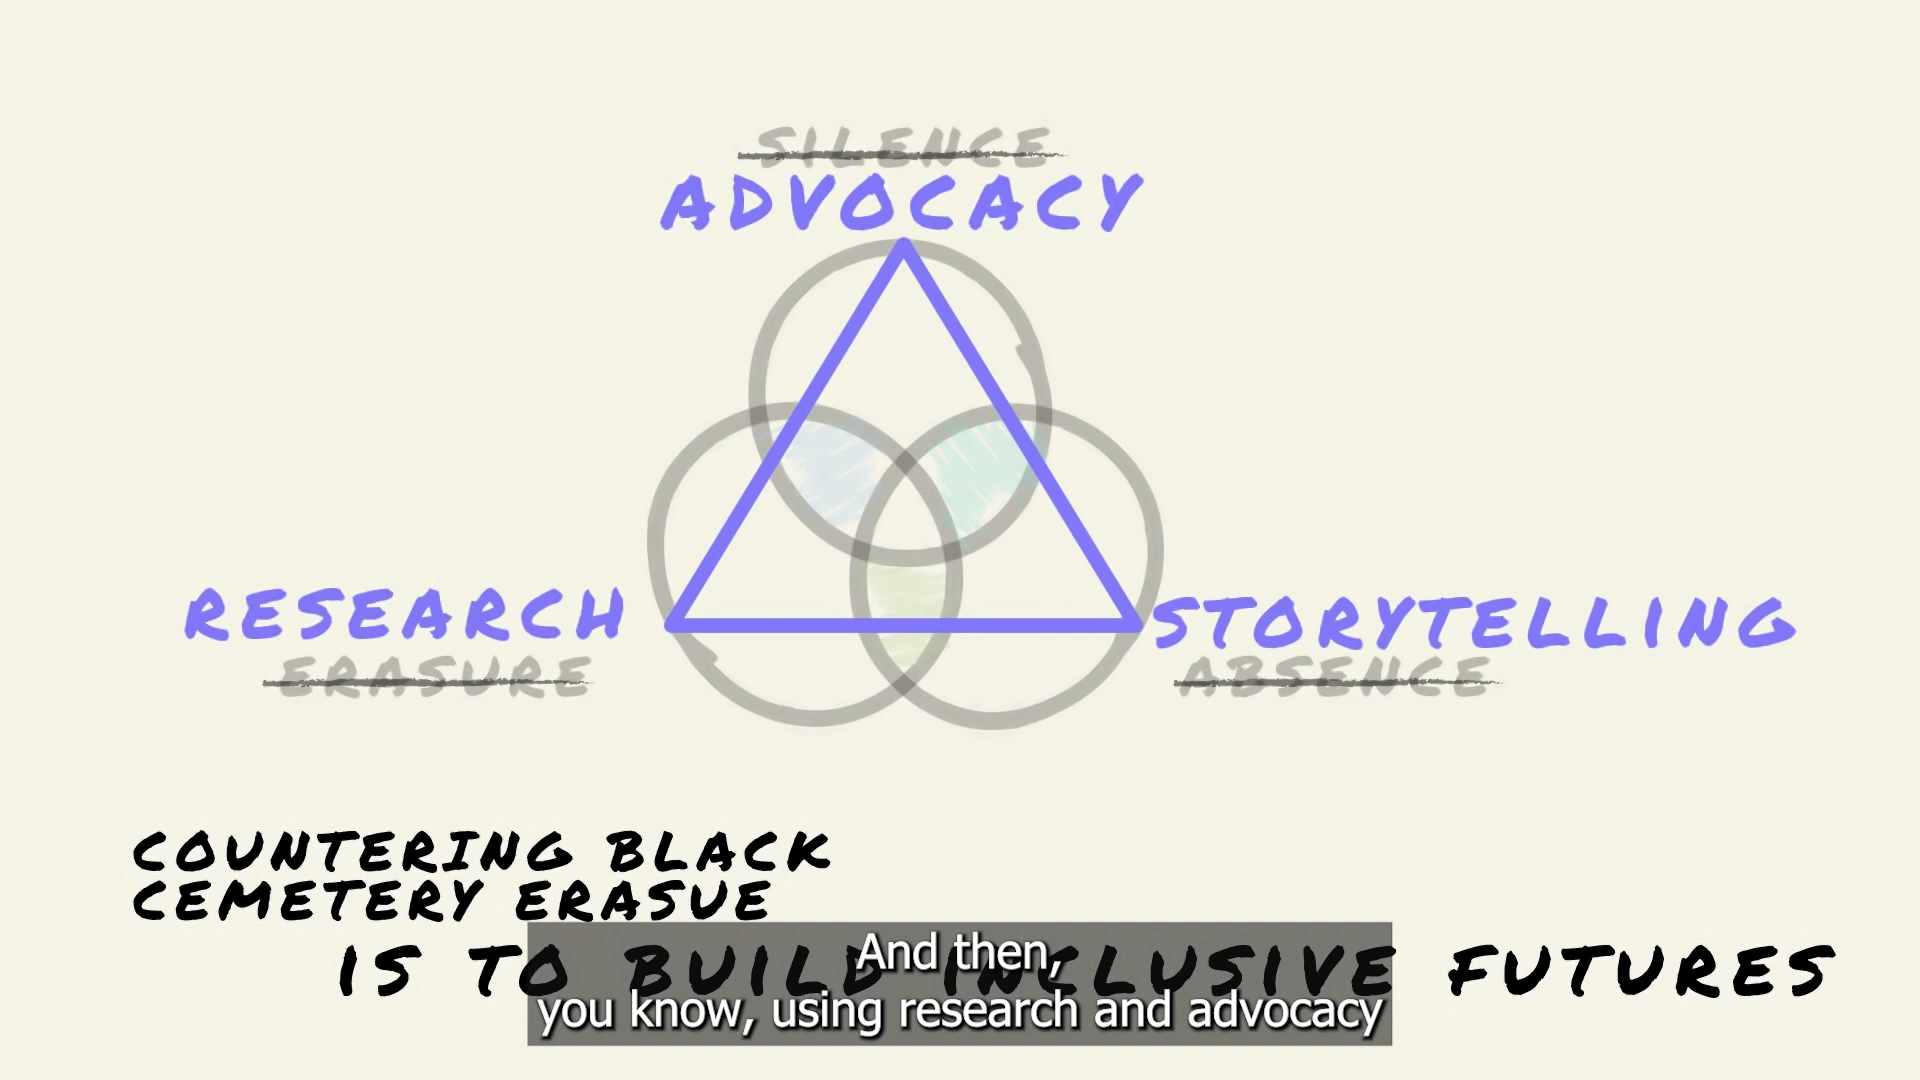 SILENCE
ADVOCACY
RESEARCH
STORYTELLING
ERASURE
ABSENCE
COUNTERING BLACK
CEMETERY ERASUE
IS TO BUILD INCLUSIVE FUTURES
And then,
you know, using research and advocacy